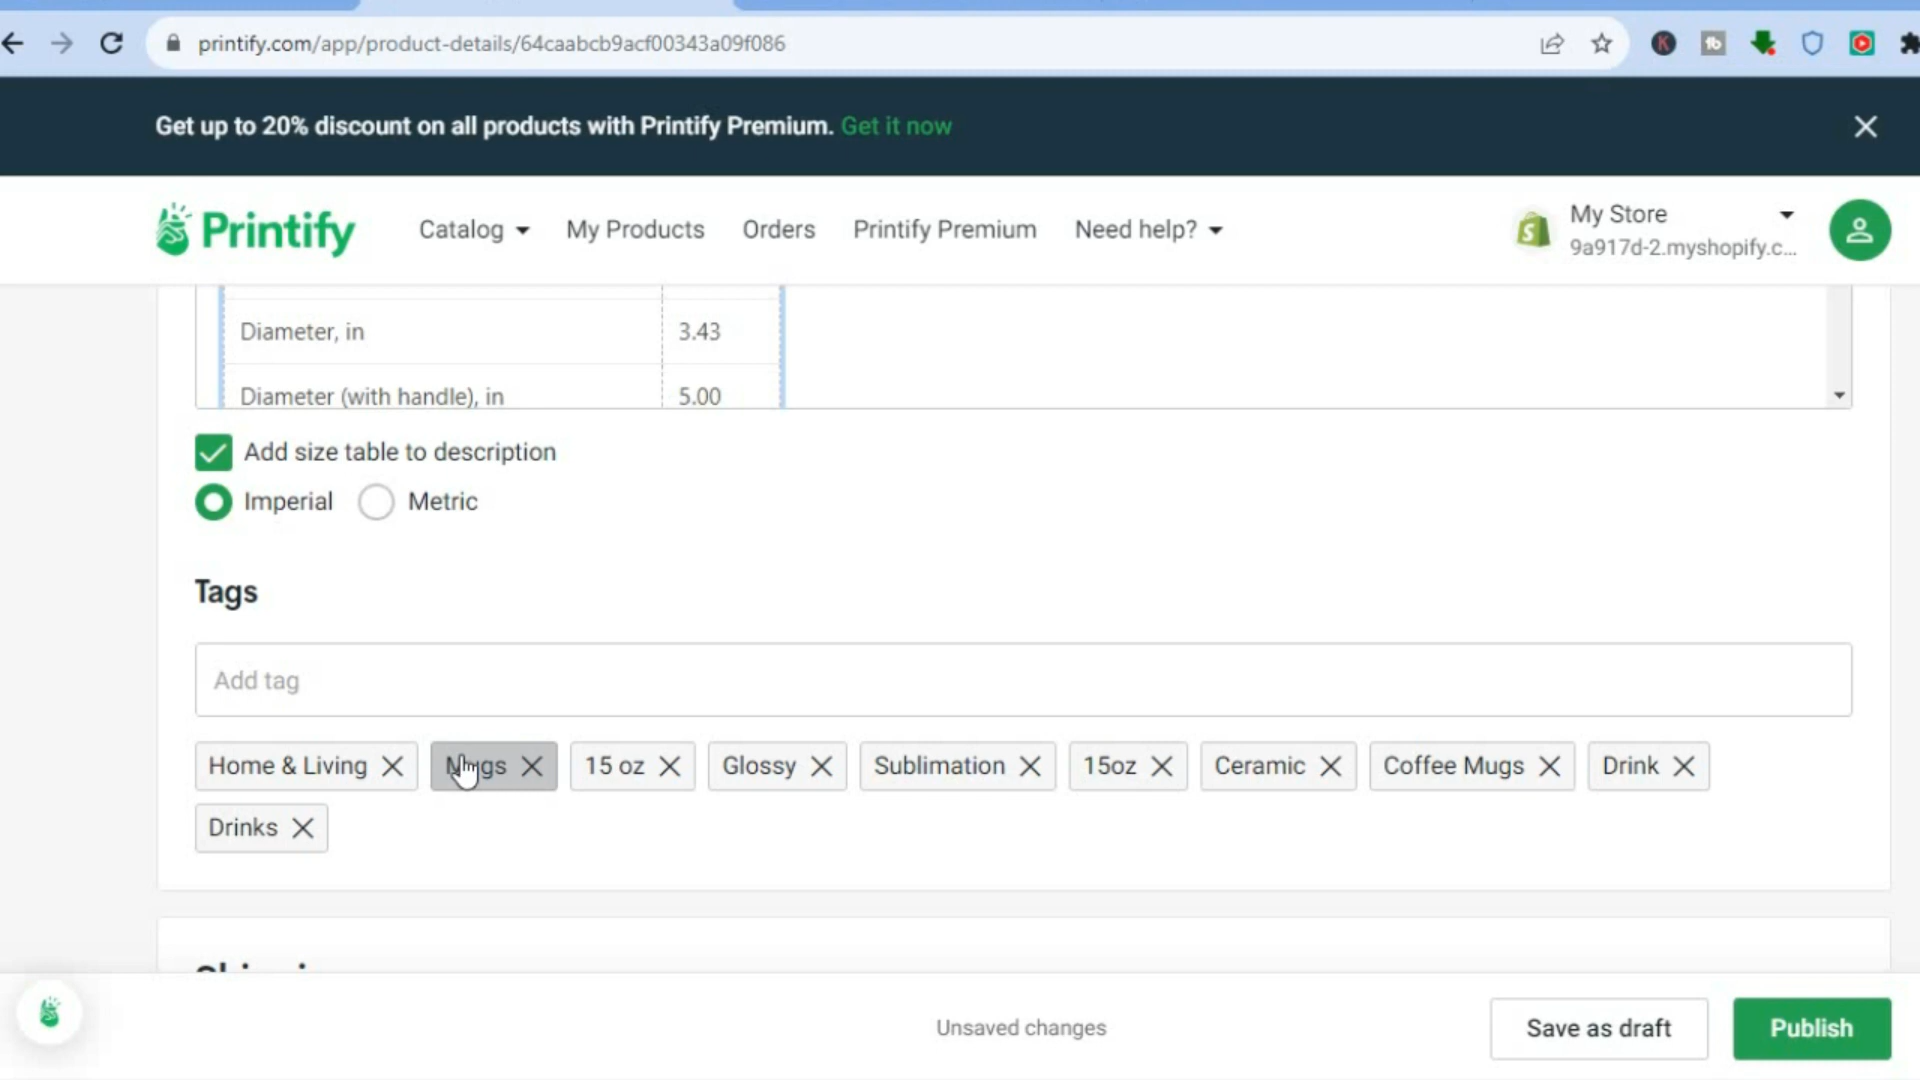 printify.com/app/product-details/64caabcb9acf00343a09f086
Get up to 20% discount on all products with Printify Premium. Get it now
Printify
Catalog
My Products
Orders
Printify Premium
Need help?
My Store
9a917d-2.myshopify.c...
Diameter, in 3.43
Diameter (with handle), in 5.00
Add size table to description
Imperial Metric
Tags
Add tag
Home & Living Mugs 15 oz Glossy Sublimation 15oz Ceramic Coffee Mugs Drink
Drinks
Unsaved changes
Save as draft
Publish